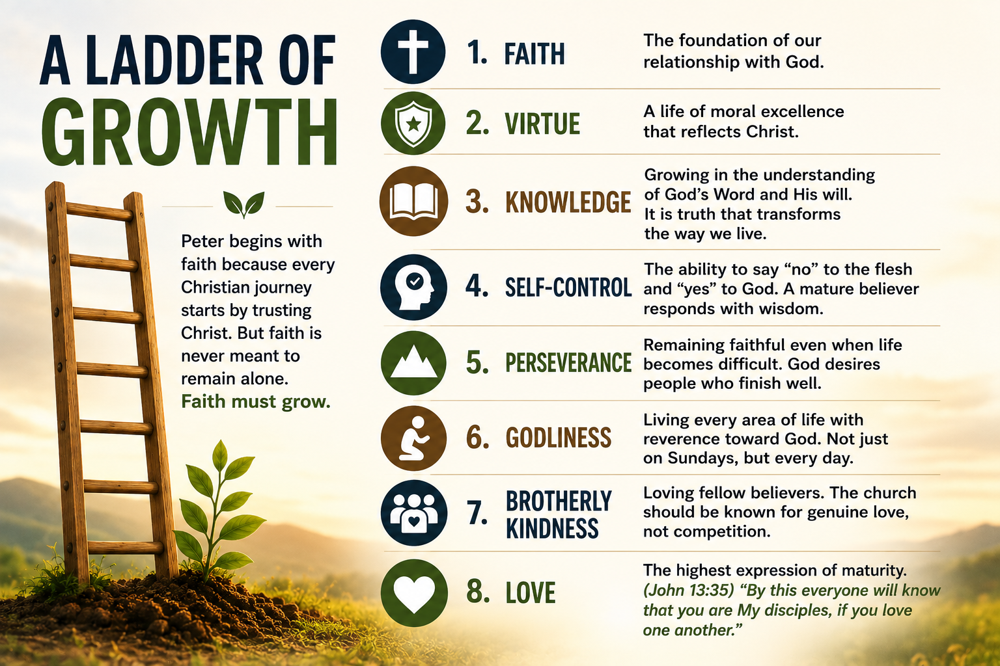 A LADDER OF
GROWTH
Peter begins with
faith because every
Christian journey
starts by trusting
Christ. But faith is
never meant to
remain alone.
Faith must grow.
1. FAITH
The foundation of our
relationship with God.
2. VIRTUE
A life of moral excellence
that reflects Christ.
3. KNOWLEDGE
Growing in the understanding
of God’s Word and His will.
It is truth that transforms
the way we live.
4. SELF-CONTROL
The ability to say “no” to the flesh
and “yes” to God. A mature believer
responds with wisdom.
5. PERSEVERANCE
Remaining faithful even when life
becomes difficult. God desires
people who finish well.
6. GODLINESS
Living every area of life with
reverence toward God. Not just
on Sundays, but every day.
7. BROTHERLY
KINDNESS
Loving fellow believers. The church
should be known for genuine love,
not competition.
8. LOVE
The highest expression of maturity.
(John 13:35) “By this everyone will know
that you are My disciples, if you love
one another.”